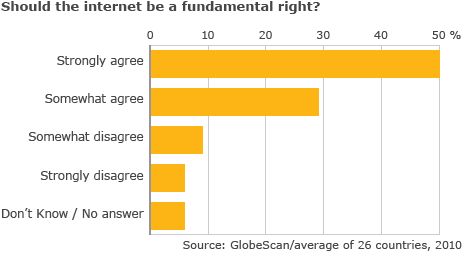 Should the internet be a fundamental right?
0 10 20 30 40 50 %
Strongly agree
Somewhat agree
Somewhat disagree
Strongly disagree
Don't Know / No answer
Source: GlobeScan/average of 26 countries, 2010